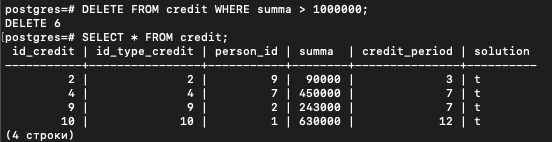 postgres=# DELETE FROM credit WHERE summa > 1000000;
DELETE 6
postgres=# SELECT * FROM credit;
 id_credit | id_type_credit | person_id | summa  | credit_period | solution
-----------+----------------+-----------+--------+---------------+----------
         2 |              2 |         9 |  90000 |             3 | t
         4 |              4 |         7 | 450000 |             7 | t
         9 |              9 |         2 | 243000 |             7 | t
        10 |             10 |         1 | 630000 |            12 | t
(4 строки)